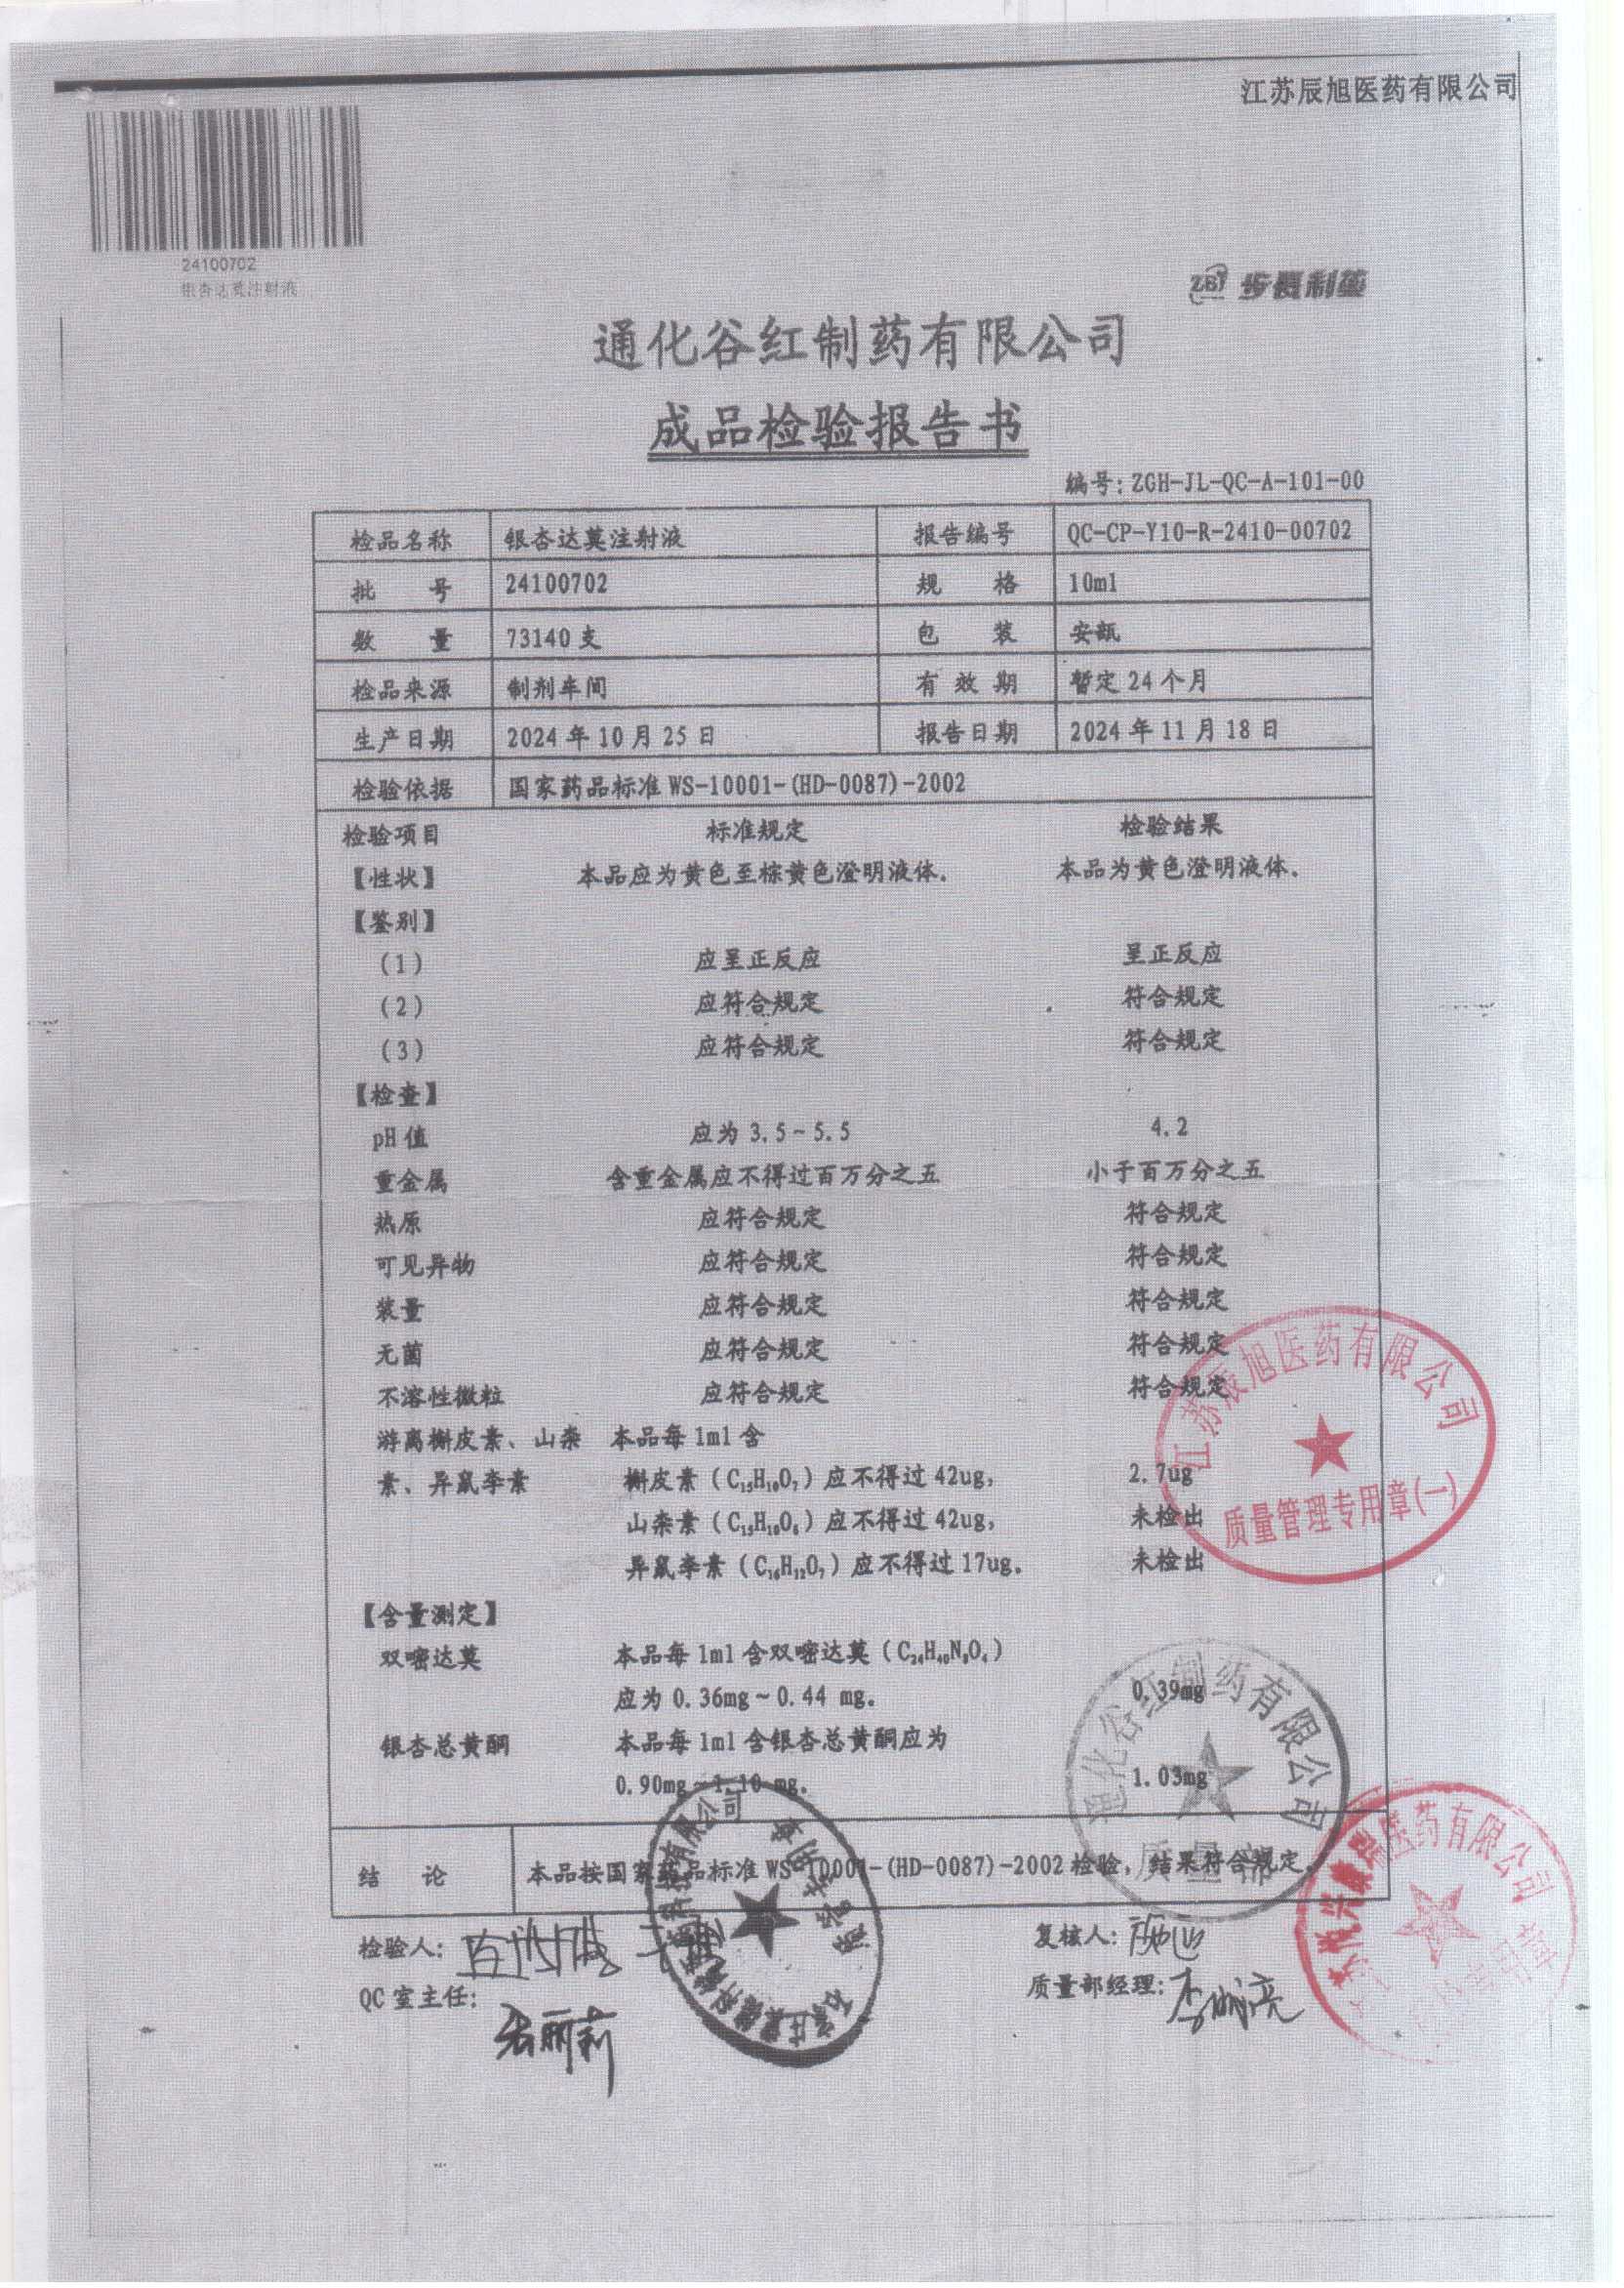 江苏辰旭医药有限公司
24100702
银杏达莫注射液
ZBY 步长制药
通化谷红制药有限公司
成品检验报告书
编号：ZGH-JL-QC-A-101-00
检品名称 银杏达莫注射液 报告编号 QC-CP-Y10-R-2410-00702
批 号 24100702 规 格 10ml
数 量 73140支 包 装 安瓿
检品来源 制剂车间 有 效 期 暂定24个月
生产日期 2024年10月25日 报告日期 2024年11月18日
检验依据 国家药品标准WS-10001-(HD-0087)-2002
检验项目 标准规定 检验结果
【性状】 本品应为黄色至棕黄色澄明液体. 本品为黄色澄明液体.
【鉴别】
(1) 应呈正反应 呈正反应
(2) 应符合规定 符合规定
(3) 应符合规定 符合规定
【检查】
pH值 应为3.5~5.5 4.2
重金属 含重金属应不得过百万分之五 小于百万分之五
热原 应符合规定 符合规定
可见异物 应符合规定 符合规定
装量 应符合规定 符合规定
无菌 应符合规定 符合规定
不溶性微粒 应符合规定 符合规定
游离槲皮素、山柰 本品每1ml含
素、异鼠李素 槲皮素（C₁₅H₁₀O₇）应不得过42ug, 2.7ug
山柰素（C₁₅H₁₀O₆）应不得过42ug, 未检出
异鼠李素（C₁₆H₁₂O₇）应不得过17ug. 未检出
【含量测定】
双嘧达莫 本品每1ml含双嘧达莫（C₂₄H₄₀N₈O₄）
应为0.36mg~0.44 mg. 0.39mg
银杏总黄酮 本品每1ml含银杏总黄酮应为
0.90mg~1.10 mg. 1.03mg
结 论 本品按国家药品标准WS-10001-(HD-0087)-2002检验,结果符合规定.
检验人： 复核人：
QC室主任： 质量部经理：
江苏辰旭医药有限公司
质量管理专用章(一)
通化谷红制药有限公司
质量部
医药有限公司